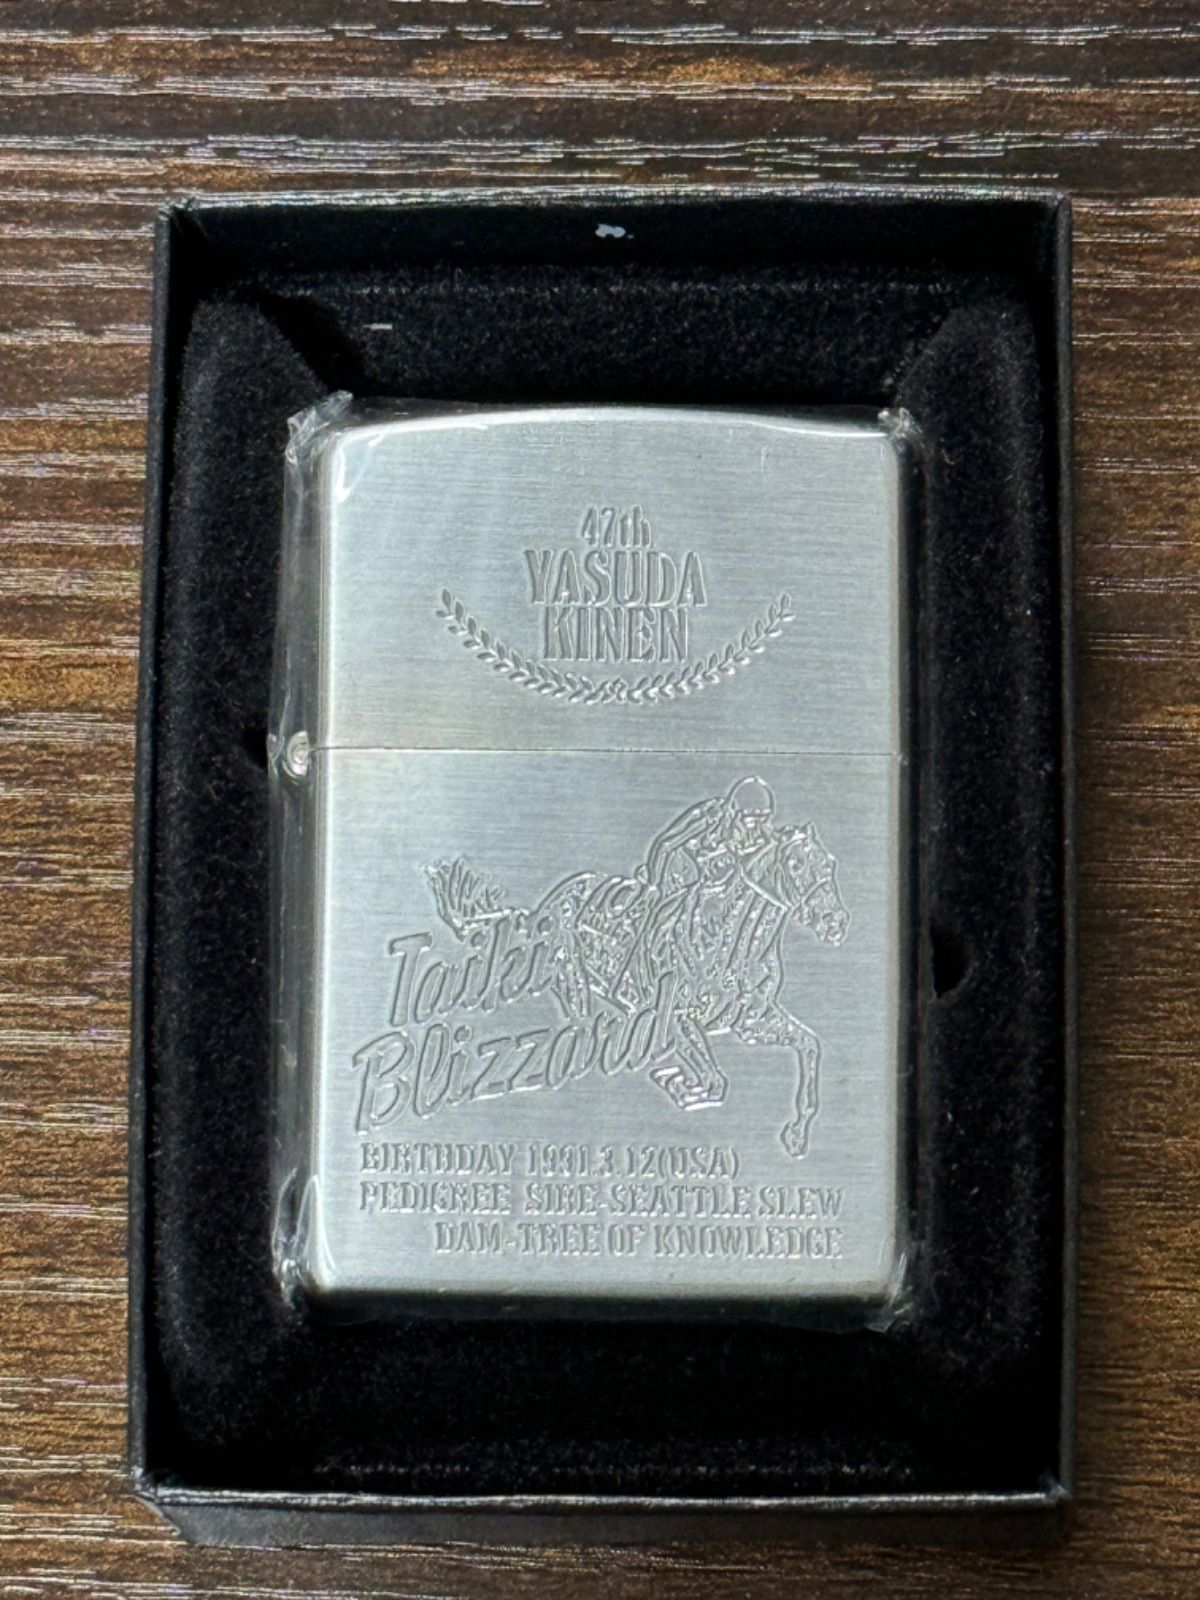 47th
YASUDA
KINEN
Taiki
Blizzard
BIRTHDAY 1991.3.12(USA)
PEDIGREE SIRE-SEATTLE SLEW
DAM-TREE OF KNOWLEDGE